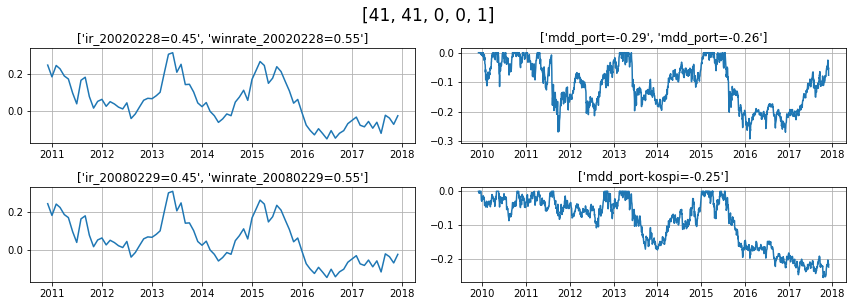 [41, 41, 0, 0, 1]
['ir_20020228=0.45', 'winrate_20020228=0.55']
0.2
0.0
2011 2012 2013 2014 2015 2016 2017 2018
['mdd_port=-0.29', 'mdd_port=-0.26']
0.0
−0.1
−0.2
−0.3
2010 2011 2012 2013 2014 2015 2016 2017 2018
['ir_20080229=0.45', 'winrate_20080229=0.55']
0.2
0.0
2011 2012 2013 2014 2015 2016 2017 2018
['mdd_port-kospi=-0.25']
0.0
−0.1
−0.2
2010 2011 2012 2013 2014 2015 2016 2017 2018